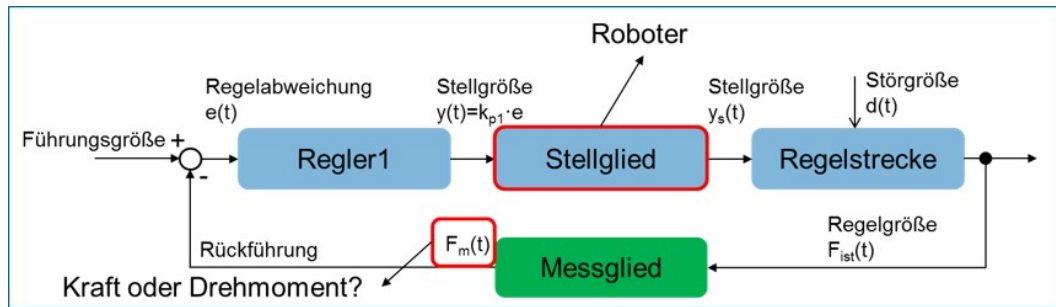 Roboter
Regelabweichung
e(t)
Stellgröße
y(t)=kp1·e
Stellgröße
ys(t)
Störgröße
d(t)
Führungsgröße +
-
Regler1
Stellglied
Regelstrecke
Rückführung
Fm(t)
Messglied
Regelgröße
Fist(t)
Kraft oder Drehmoment?